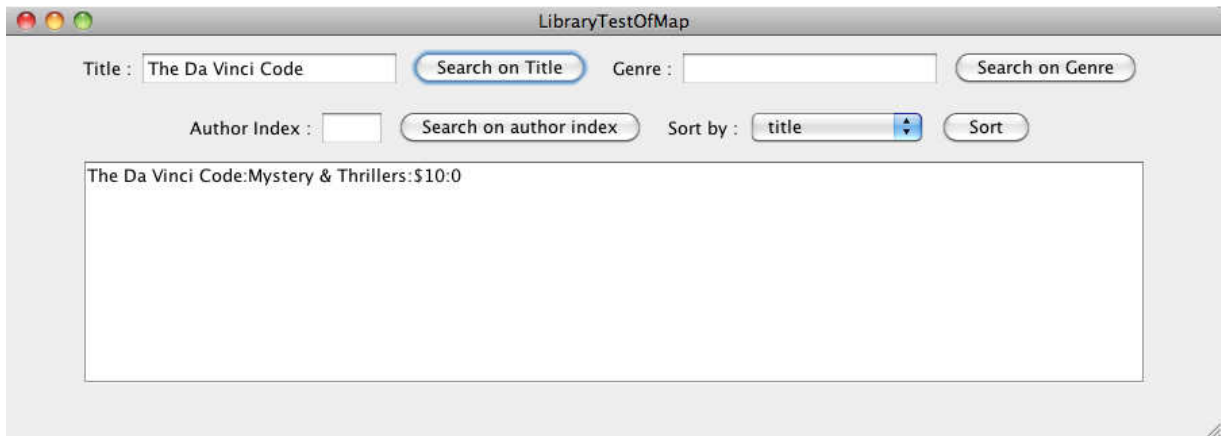 LibraryTestOfMap
Title : The Da Vinci Code Search on Title Genre : Search on Genre
Author Index : Search on author index Sort by : title Sort
The Da Vinci Code:Mystery & Thrillers:$10:0